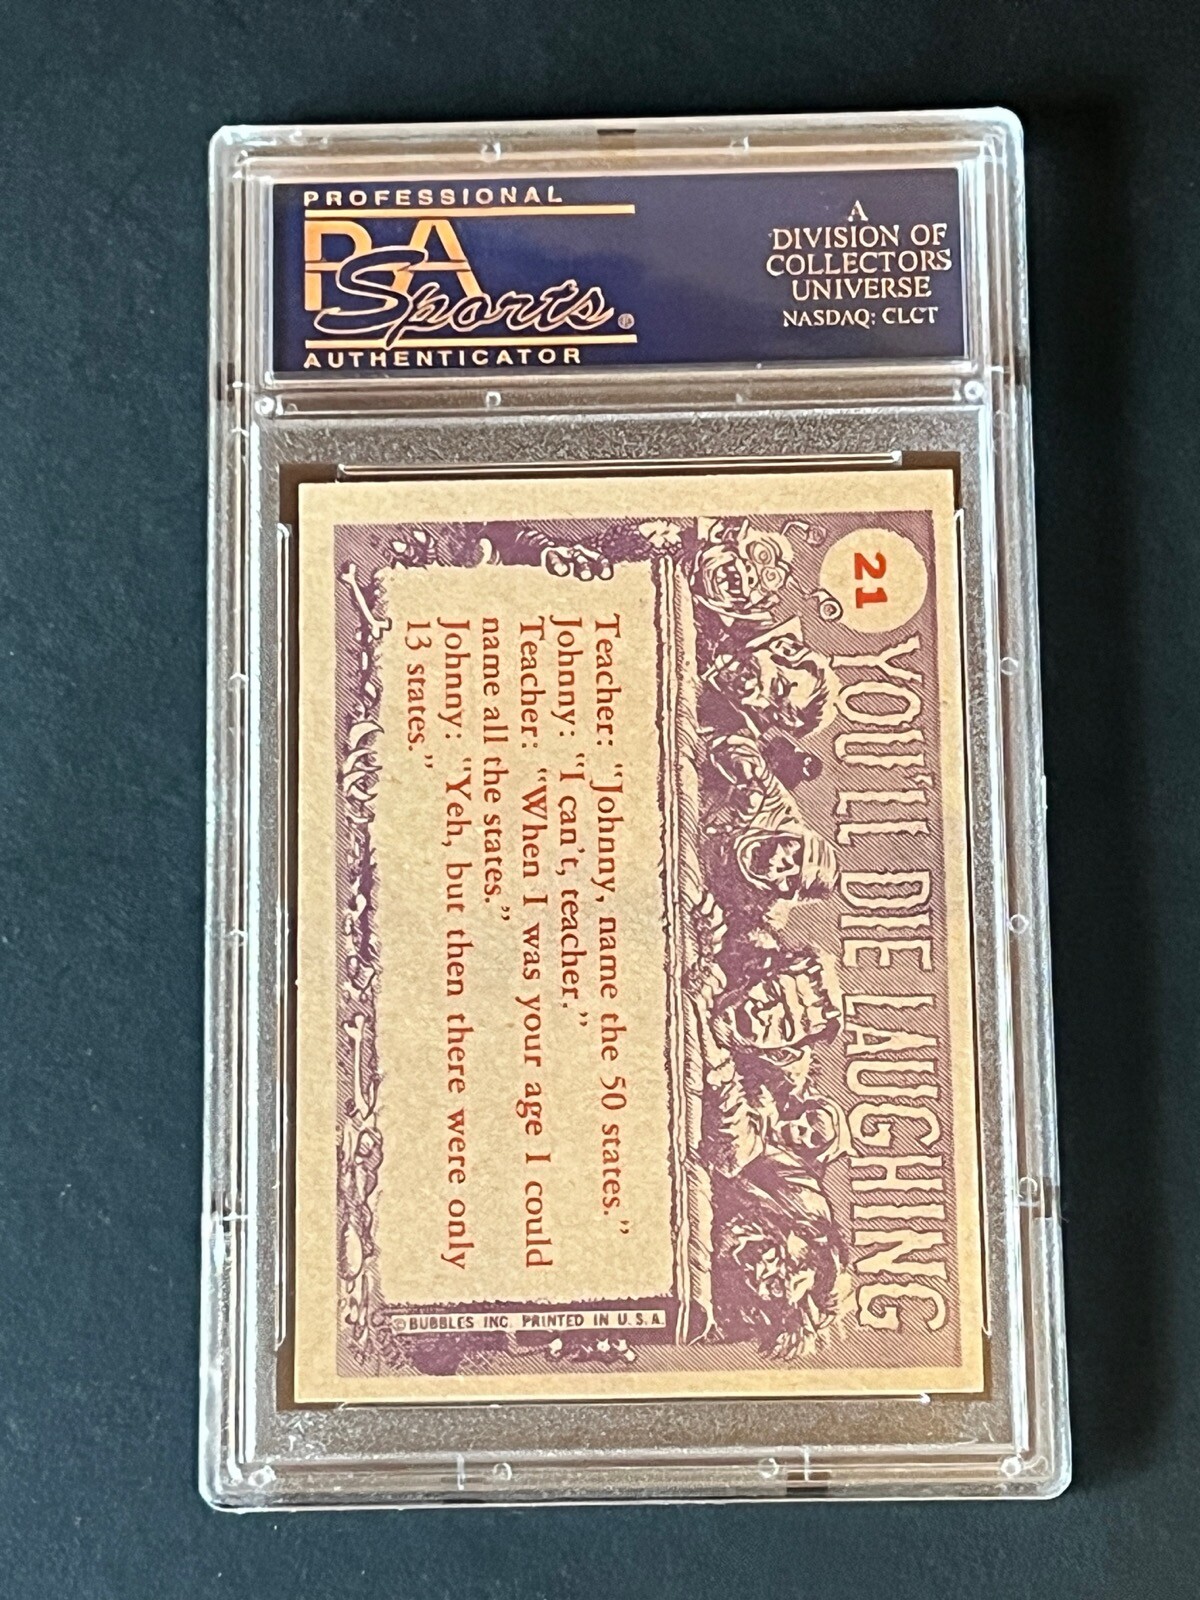 PROFESSIONAL
PSA
Sports®
AUTHENTICATOR
A
DIVISION OF
COLLECTORS
UNIVERSE
NASDAQ: CLCT
21
YOU'LL DIE LAUGHING
Teacher: "Johnny, name the 50 states."
Johnny: "I can't, teacher."
Teacher: "When I was your age I could
name all the states."
Johnny: "Yeh, but then there were only
13 states."
©BUBBLES INC. PRINTED IN U.S.A.